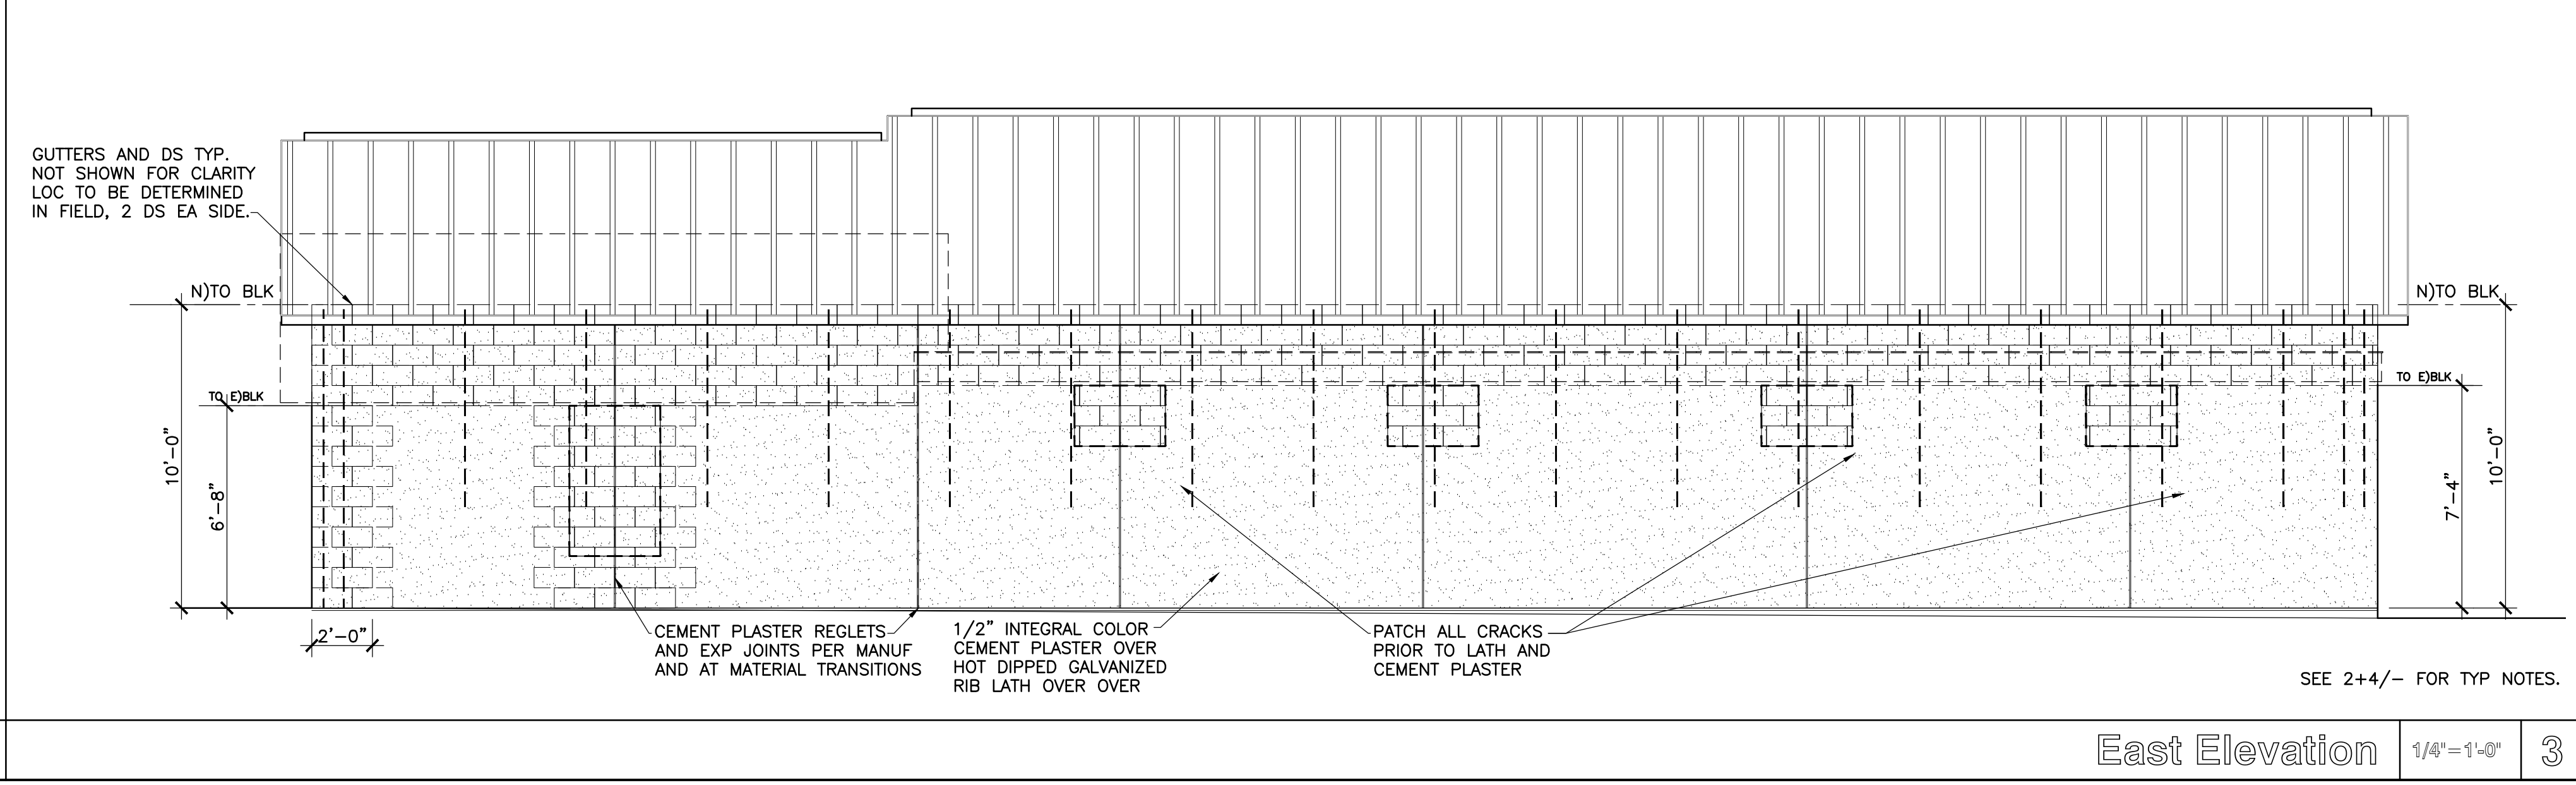 GUTTERS AND DS TYP.
NOT SHOWN FOR CLARITY
LOC TO BE DETERMINED
IN FIELD, 2 DS EA SIDE.
N)TO BLK
N)TO BLK
TO E)BLK
TO E)BLK
10'-0"
6'-8"
7'-4"
10'-0"
2'-0"
CEMENT PLASTER REGLETS
AND EXP JOINTS PER MANUF
AND AT MATERIAL TRANSITIONS
1/2" INTEGRAL COLOR
CEMENT PLASTER OVER
HOT DIPPED GALVANIZED
RIB LATH OVER OVER
PATCH ALL CRACKS
PRIOR TO LATH AND
CEMENT PLASTER
SEE 2+4/- FOR TYP NOTES.
East Elevation
1/4"=1'-0"
3